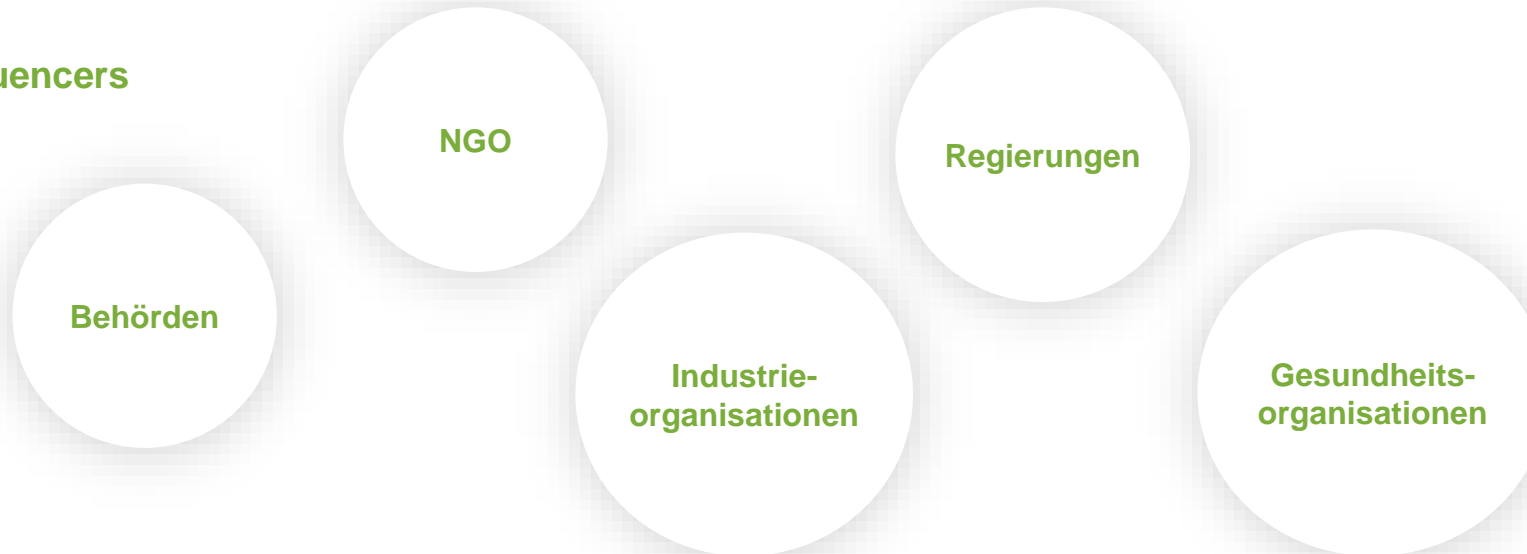 uencers
NGO
Regierungen
Behörden
Industrie-
organisationen
Gesundheits-
organisationen